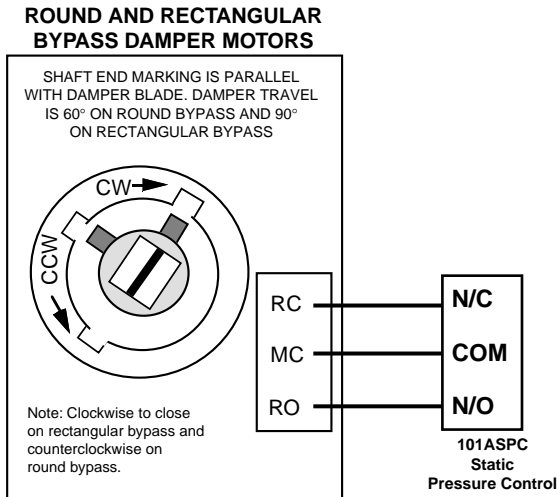 ROUND AND RECTANGULAR
BYPASS DAMPER MOTORS
SHAFT END MARKING IS PARALLEL
WITH DAMPER BLADE. DAMPER TRAVEL
IS 60° ON ROUND BYPASS AND 90°
ON RECTANGULAR BYPASS
CW
CCW
RC
MC
RO
N/C
COM
N/O
101ASPC
Static
Pressure Control
Note: Clockwise to close
on rectangular bypass and
counterclockwise on
round bypass.